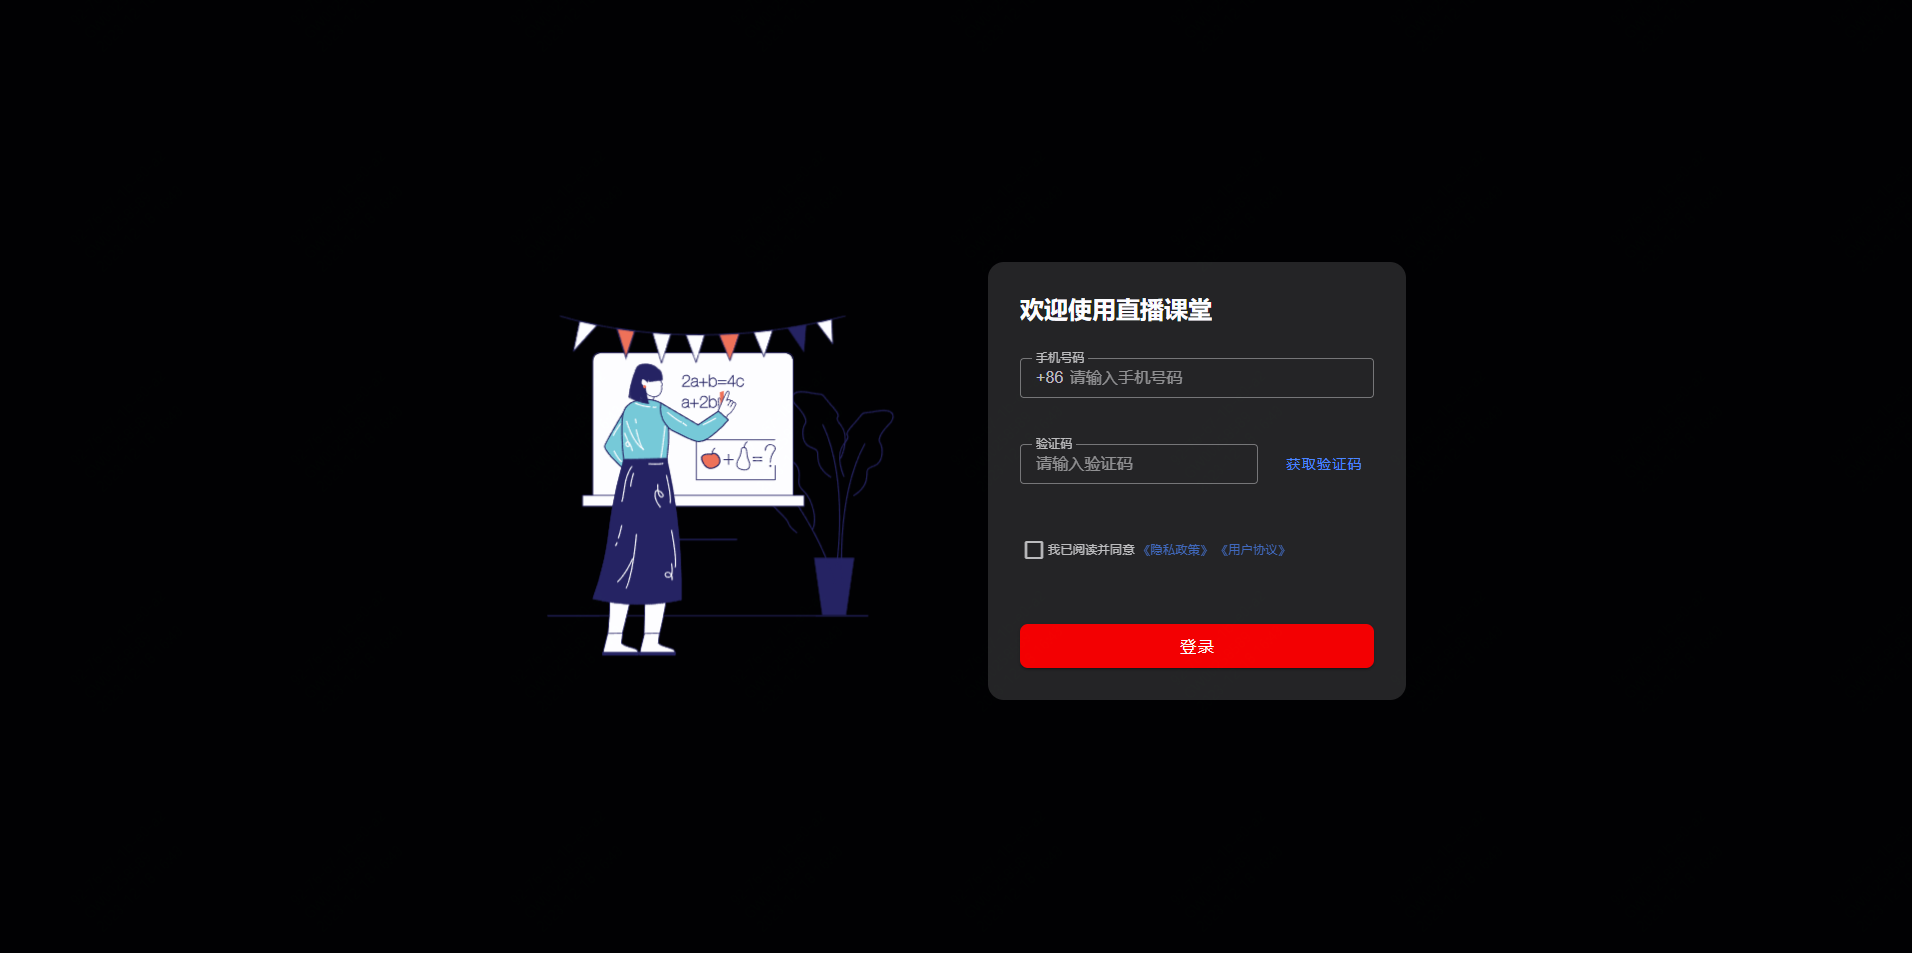 2a+b=4c
a+2b
+ =?
欢迎使用直播课堂
手机号码
+86 请输入手机号码
验证码
请输入验证码
获取验证码
我已阅读并同意《隐私政策》《用户协议》
登录